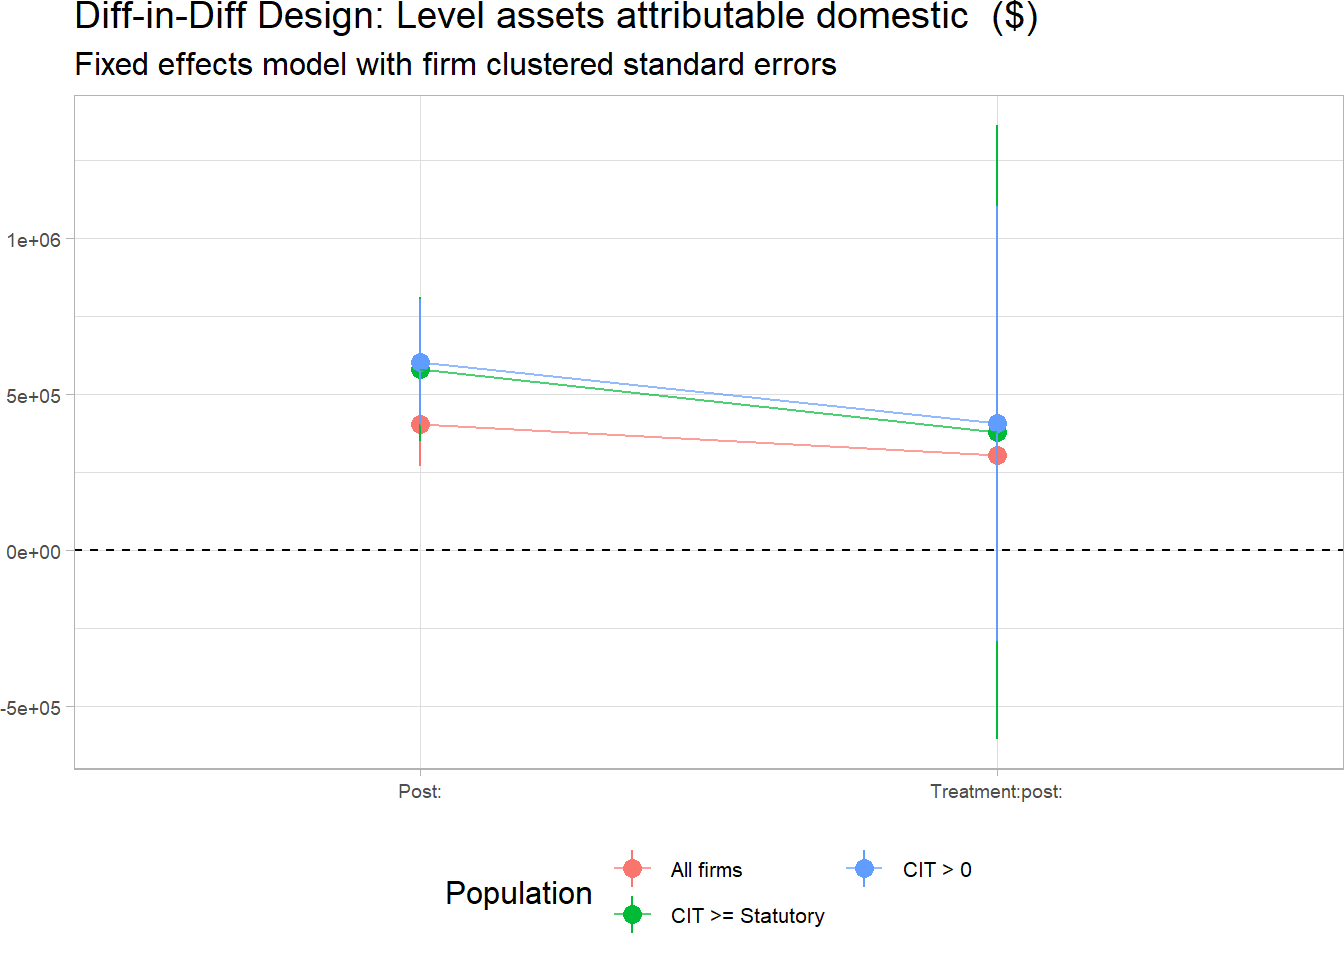 Diff-in-Diff Design: Level assets attributable domestic  ($)
Fixed effects model with firm clustered standard errors
1e+06
5e+05
0e+00
-5e+05
Post:
Treatment:post:
Population
All firms
CIT > 0
CIT >= Statutory